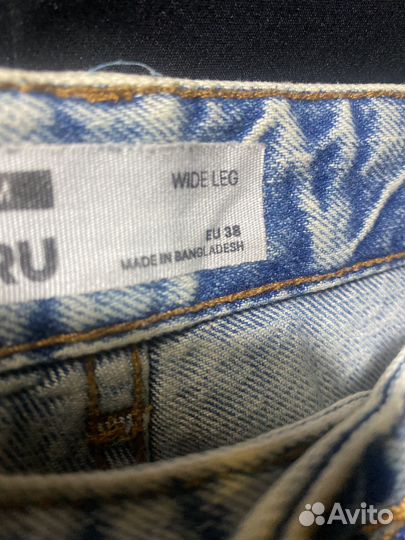 M
WIDE LEG
RU
EU 38
MADE IN BANGLADESH
Avito